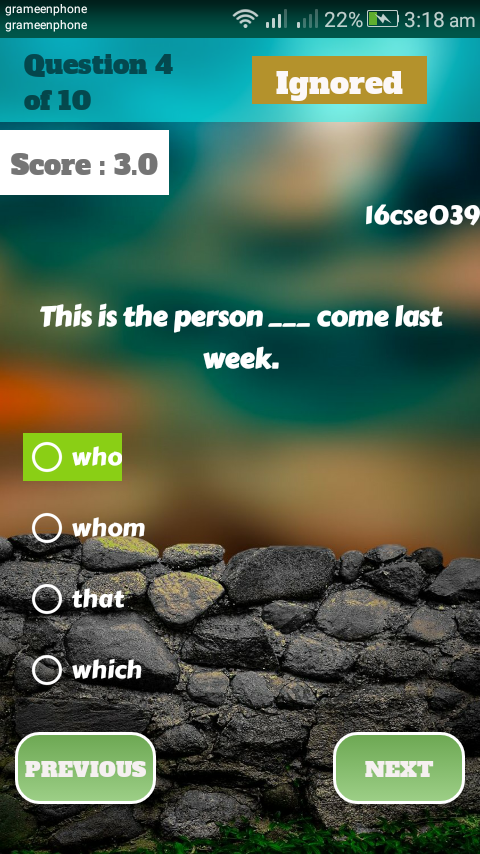 grameenphone
grameenphone
22%
3:18 am
Question 4
of 10
Ignored
Score : 3.0
16cse039
This is the person ___ come last
week.
who
whom
that
which
PREVIOUS
NEXT